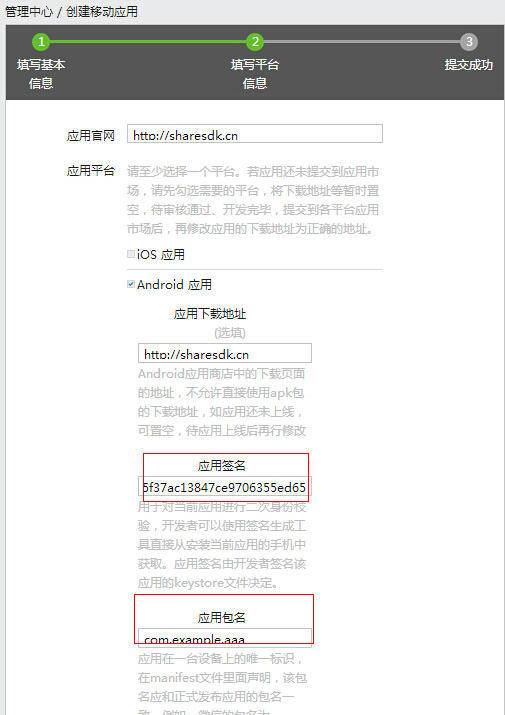 管理中心 / 创建移动应用
1
2
3
填写基本
信息
填写平台
信息
提交成功
应用官网
http://sharesdk.cn
应用平台
请至少选择一个平台。若应用还未提交到应用市
场，请先勾选需要的平台，将下载地址等暂时置
空，待审核通过、开发完毕，提交到各平台应用
市场后，再修改应用的下载地址为正确的地址。
iOS 应用
Android 应用
应用下载地址
(选填)
http://sharesdk.cn
Android应用商店中的下载页面
的地址，不允许直接使用apk包
的下载地址，如应用还未上线，
可置空，待应用上线后再行修改
应用签名
5f37ac13847ce9706355ed65
用于对当前应用进行二次身份校
验，开发者可以使用签名生成工
具直接从安装当前应用的手机中
获取。应用签名由开发者签名该
应用的keystore文件决定。
应用包名
com.example.aaa
应用在一台设备上的唯一标识，
在manifest文件里面声明，该包
名应和正式发布应用的包名一